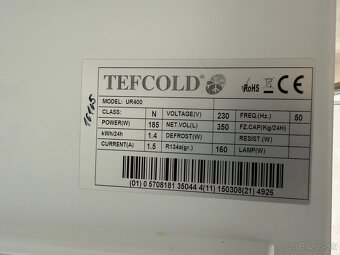 TEFCOLD
RoHS CE
MODEL: UR400
CLASS: N VOLTAGE(V) 230 FREQ.(Hz.) 50
POWER(W) 185 NET.VOL(L) 350 FZ.CAP(Kg/24H)
kWh/24h 1.4 DEFROST(W) RESIST.(W)
CURRENT(A) 1.5 R134a(gr.) 160 LAMP(W)
(01) 0 5708181 35044 4(11) 150308(21) 4926